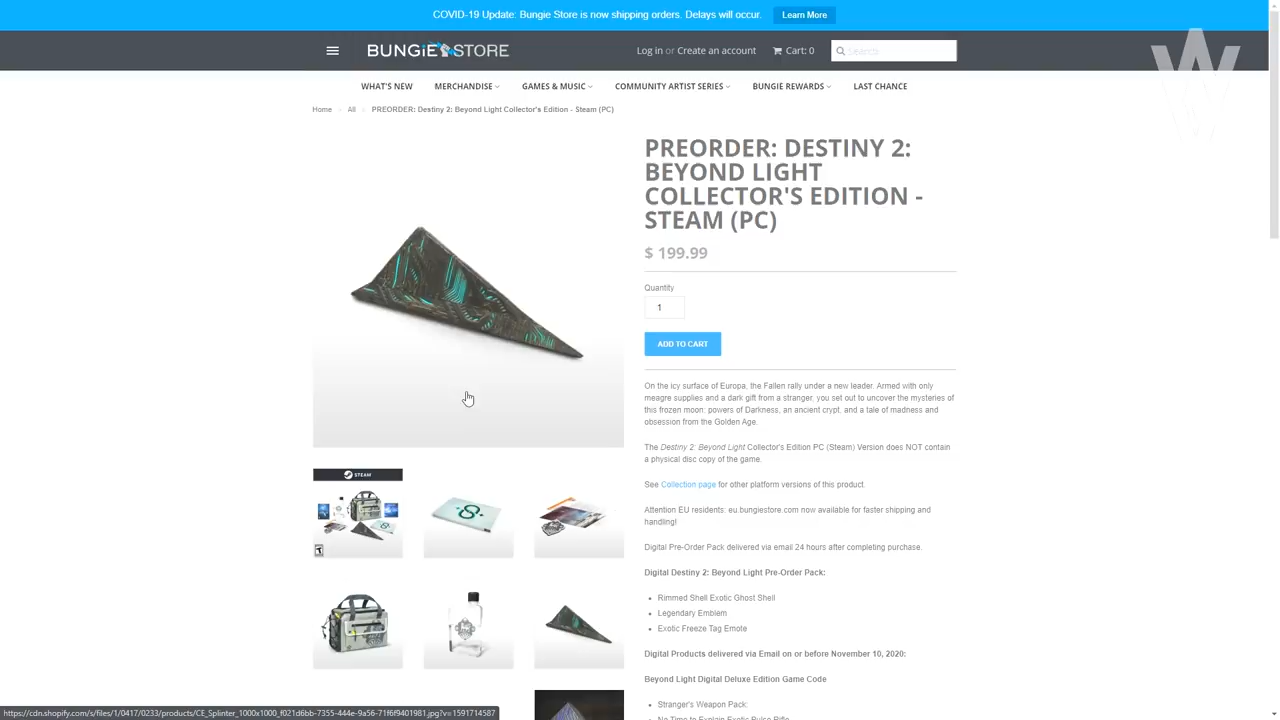 COVID-19 Update: Bungie Store is now shipping orders. Delays will occur. Learn More
BUNGiE STORE
Log in or Create an account
Cart: 0
Search
WHAT'S NEW MERCHANDISE GAMES & MUSIC COMMUNITY ARTIST SERIES BUNGIE REWARDS LAST CHANCE
Home All PREORDER: Destiny 2: Beyond Light Collector's Edition - Steam (PC)
PREORDER: DESTINY 2:
BEYOND LIGHT
COLLECTOR'S EDITION -
STEAM (PC)
$ 199.99
Quantity
1
ADD TO CART
On the icy surface of Europa, the Fallen rally under a new leader. Armed with only
meagre supplies and a dark gift from a stranger, you set out to uncover the mysteries of
this frozen moon: powers of Darkness, an ancient crypt, and a tale of madness and
obsession from the Golden Age.
The Destiny 2: Beyond Light Collector's Edition PC (Steam) Version does NOT contain
a physical disc copy of the game.
See Collection page for other platform versions of this product.
Attention EU residents: eu.bungiestore.com now available for faster shipping and
handling!
Digital Pre-Order Pack delivered via email 24 hours after completing purchase.
Digital Destiny 2: Beyond Light Pre-Order Pack:
Rimmed Shell Exotic Ghost Shell
Legendary Emblem
Exotic Freeze Tag Emote
Digital Products delivered via Email on or before November 10, 2020:
Beyond Light Digital Deluxe Edition Game Code
Stranger's Weapon Pack:
No Time to Explain Exotic Pulse Rifle
STEAM
T
W
https://cdn.shopify.com/s/files/1/0417/0233/products/CE_Splinter_1000x1000_f021d6bb-7355-444e-9a56-71f6f9401981.jpg?v=1591714587